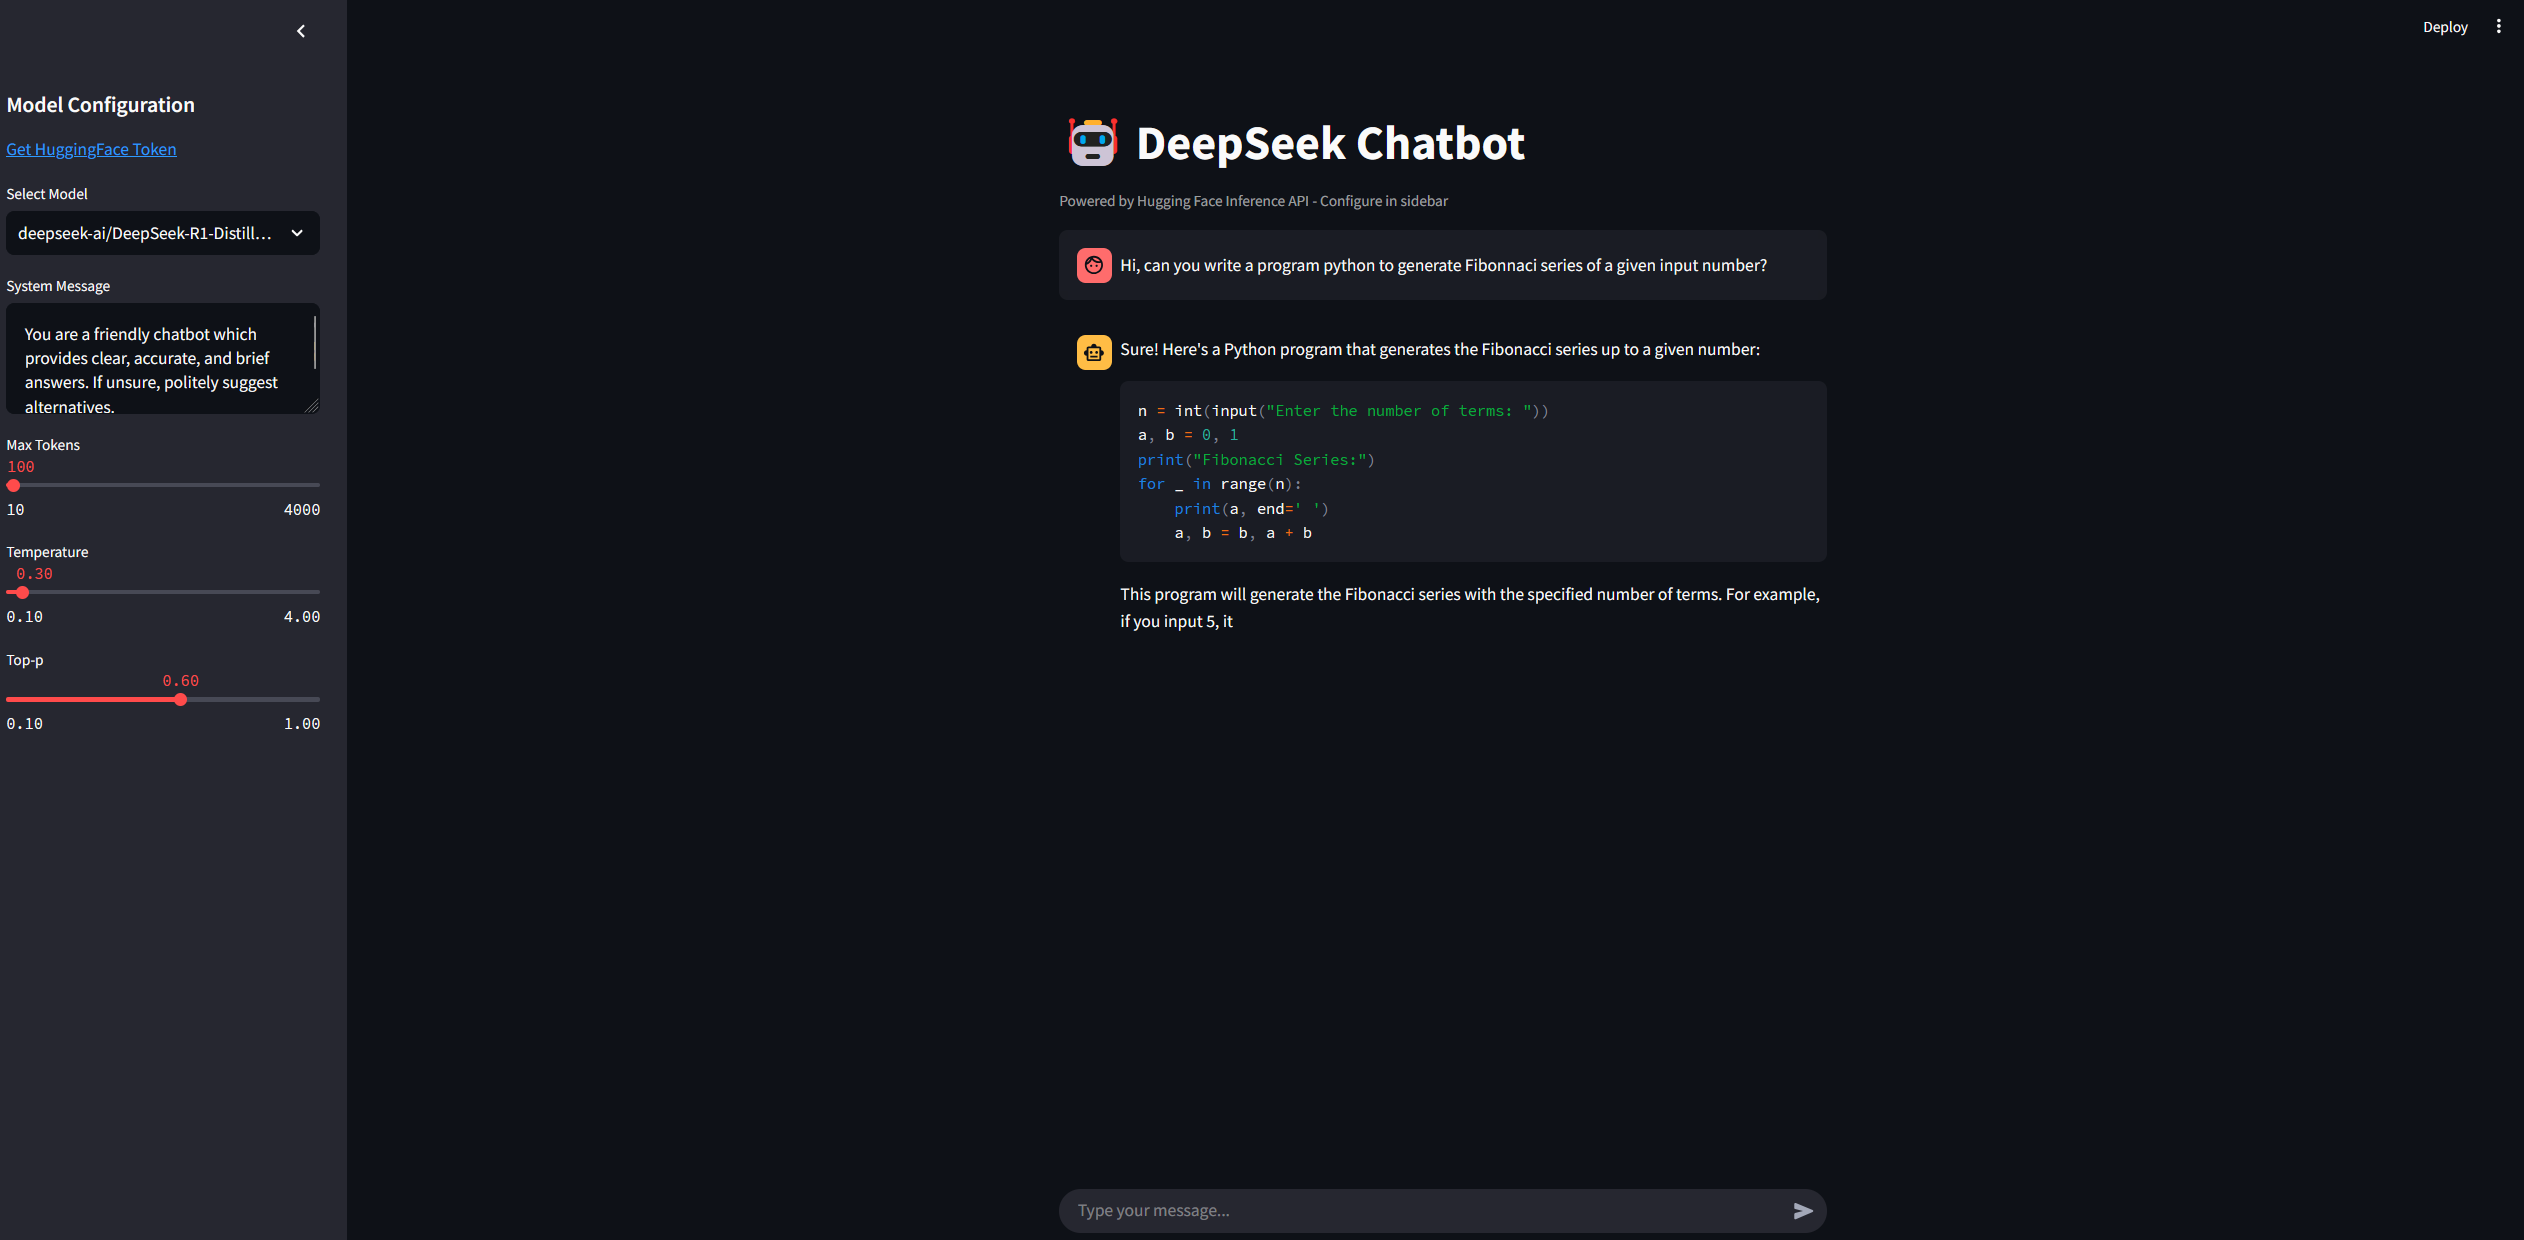 Deploy
Model Configuration
Get HuggingFace Token
Select Model
deepseek-ai/DeepSeek-R1-Distill...
System Message
You are a friendly chatbot which
provides clear, accurate, and brief
answers. If unsure, politely suggest
alternatives.
Max Tokens
100
10 4000
Temperature
0.30
0.10 4.00
Top-p
0.60
0.10 1.00
DeepSeek Chatbot
Powered by Hugging Face Inference API - Configure in sidebar
Hi, can you write a program python to generate Fibonnaci series of a given input number?
Sure! Here's a Python program that generates the Fibonacci series up to a given number:
n = int(input("Enter the number of terms: "))
a, b = 0, 1
print("Fibonacci Series:")
for _ in range(n):
    print(a, end=' ')
    a, b = b, a + b
This program will generate the Fibonacci series with the specified number of terms. For example,
if you input 5, it
Type your message...